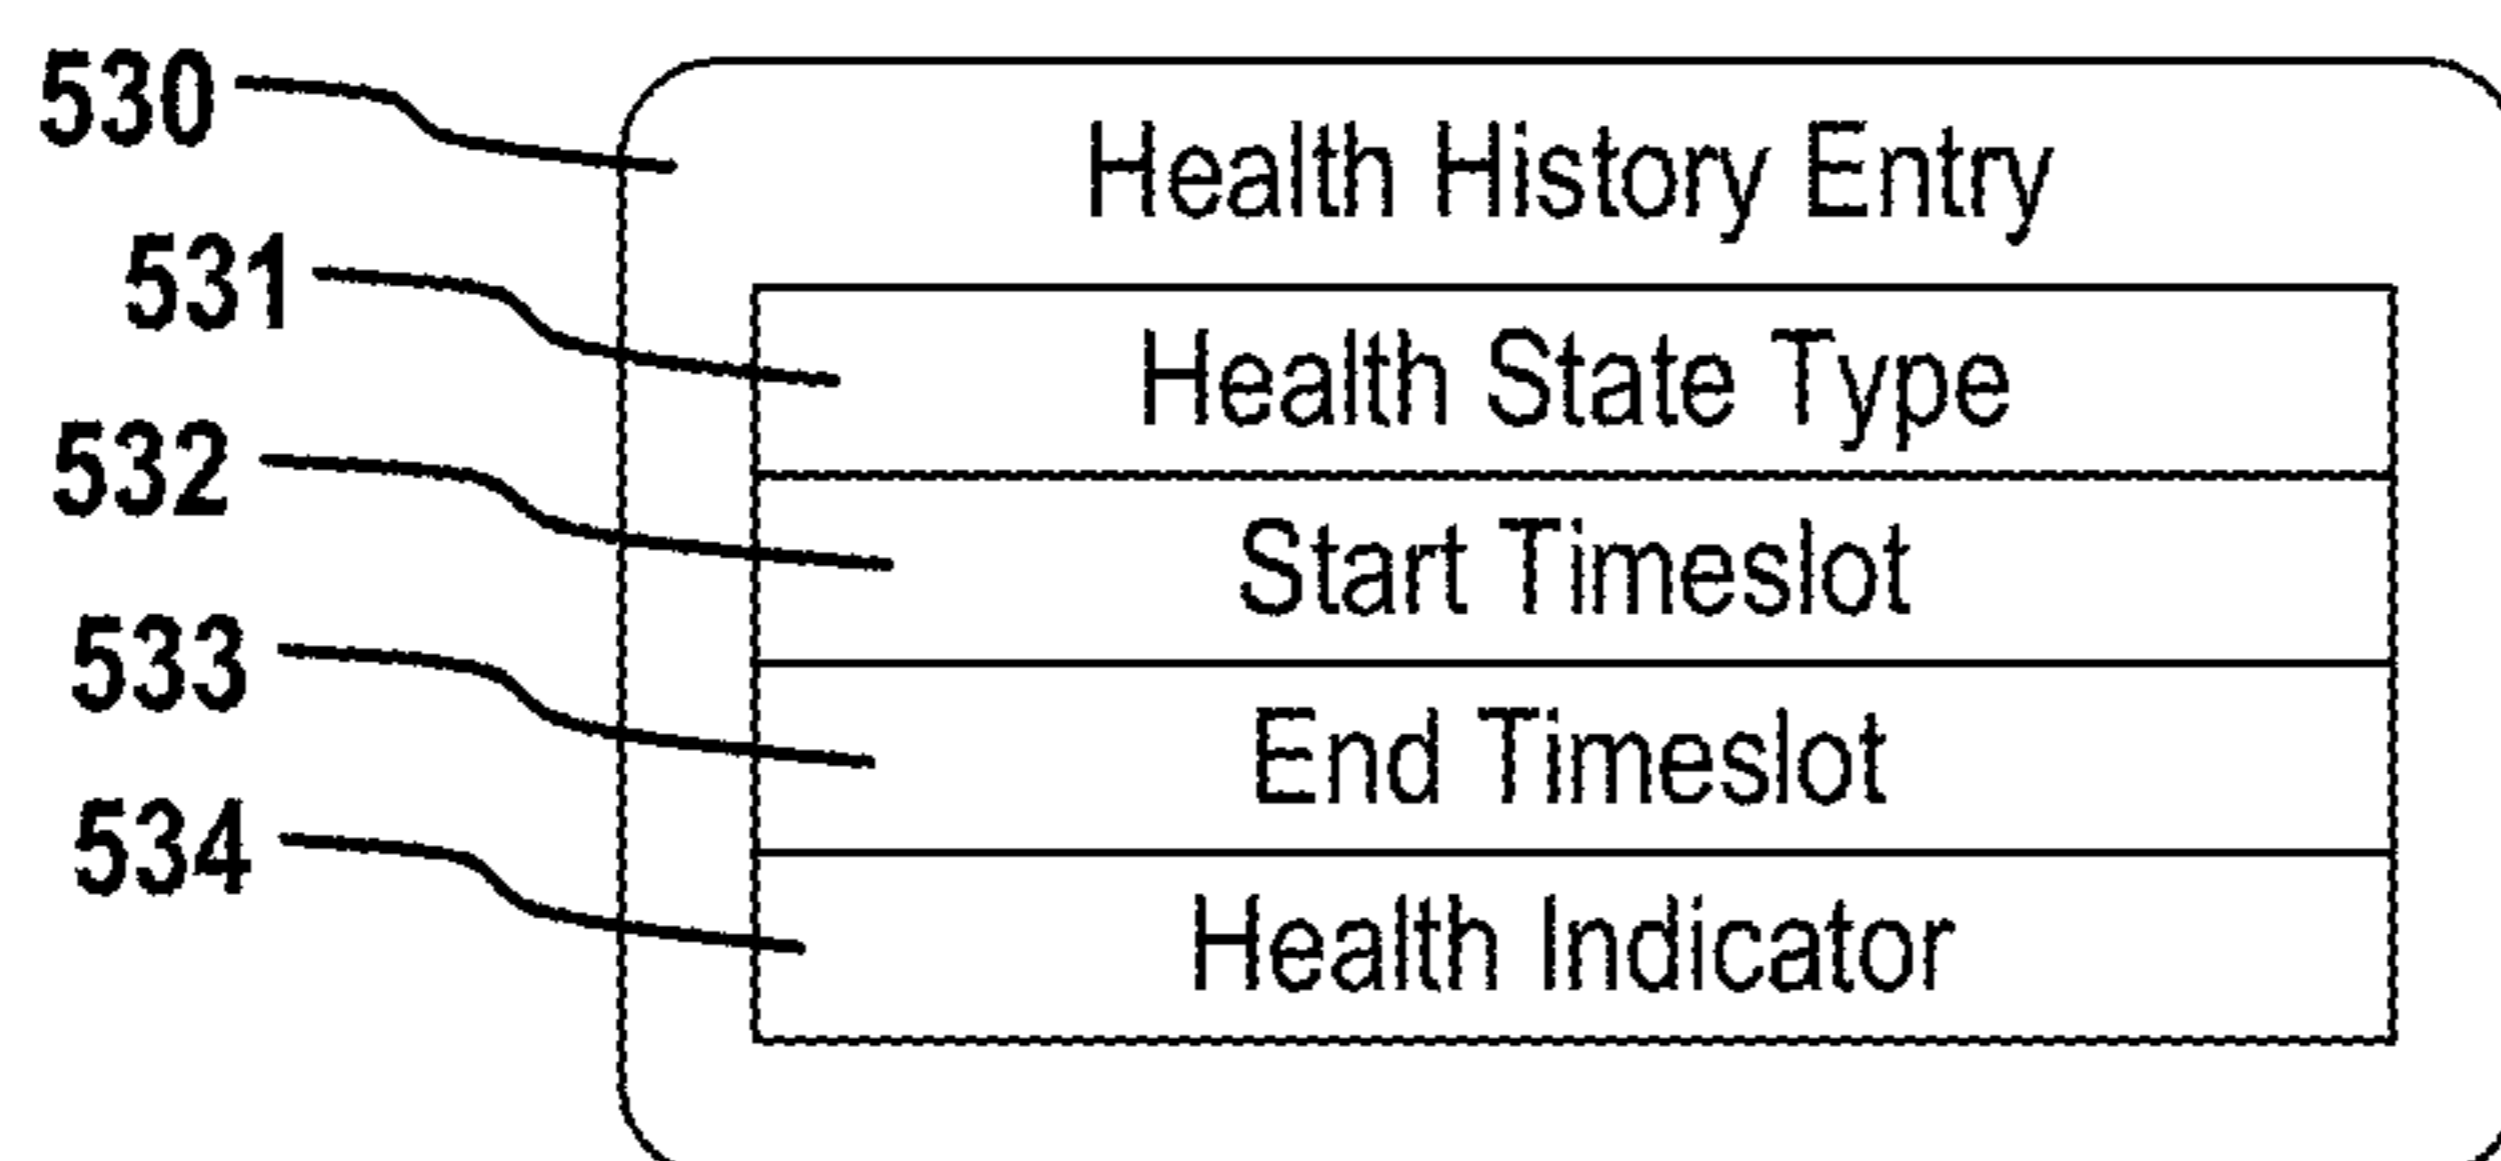 530 Health History Entry
531 Health State Type
532 Start Timeslot
533 End Timeslot
534 Health Indicator